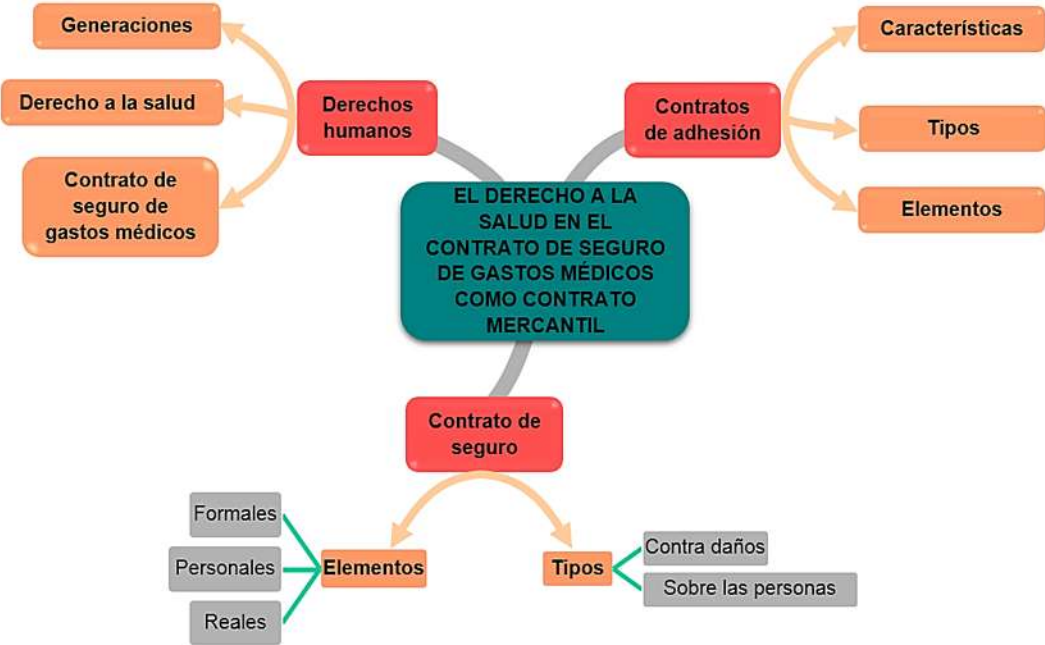 Generaciones
Derecho a la salud
Contrato de
seguro de
gastos médicos
Derechos
humanos
Contratos
de adhesión
Características
Tipos
Elementos
EL DERECHO A LA
SALUD EN EL
CONTRATO DE SEGURO
DE GASTOS MÉDICOS
COMO CONTRATO
MERCANTIL
Contrato de
seguro
Formales
Personales
Reales
Elementos
Tipos
Contra daños
Sobre las personas